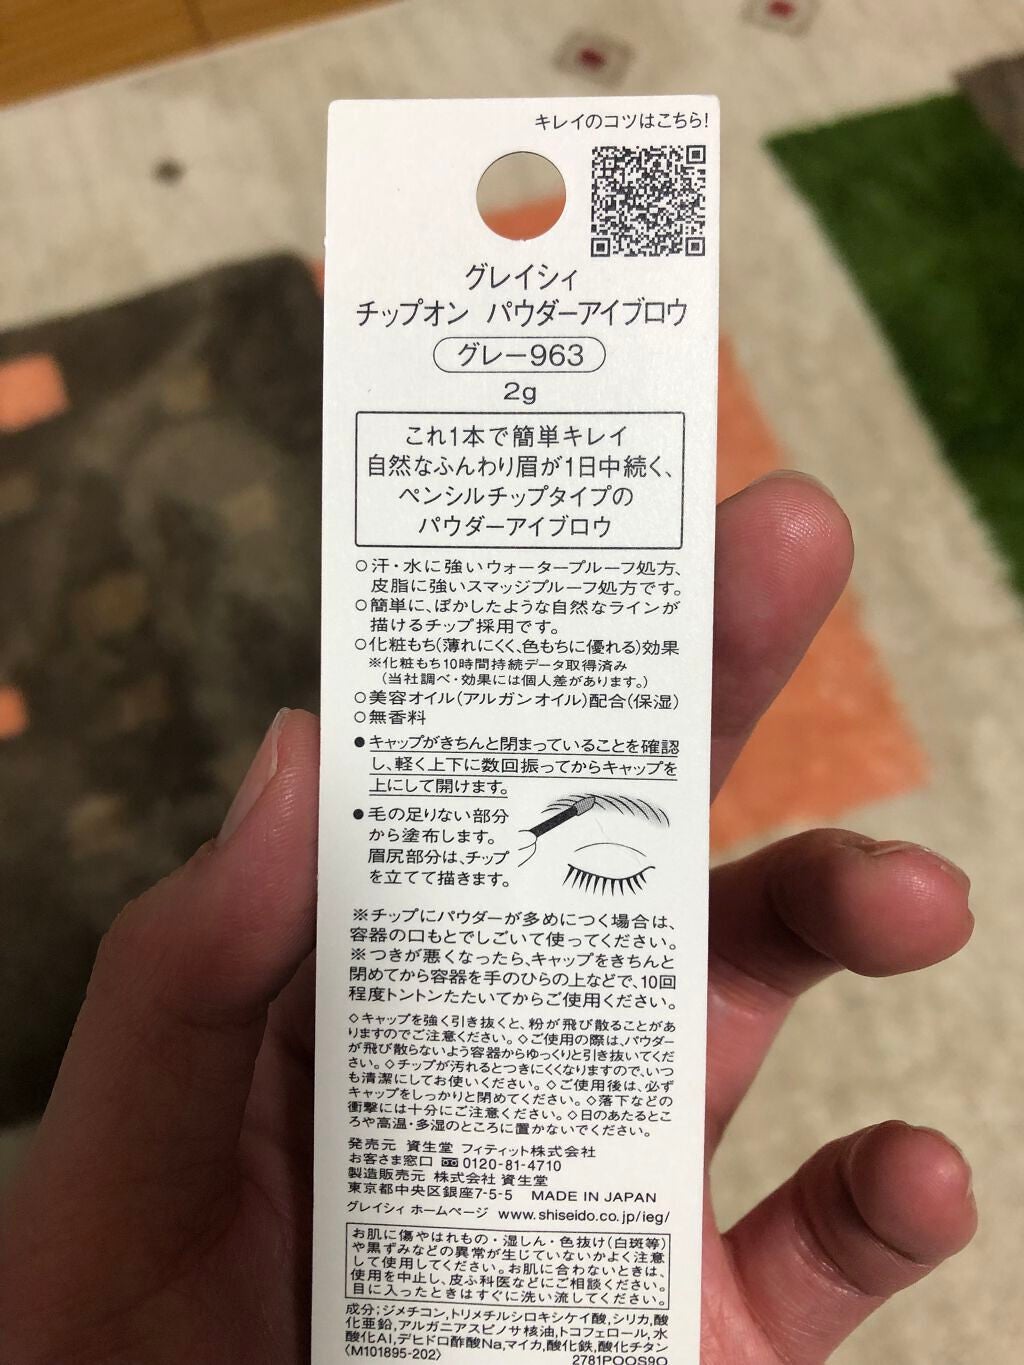 キレイのコツはこちら!
グレイシィ
チップオン パウダーアイブロウ
グレー963
2g
これ1本で簡単キレイ
自然なふんわり眉が1日中続く、
ペンシルチップタイプの
パウダーアイブロウ
○汗・水に強いウォータープルーフ処方、
皮脂に強いスマッジプルーフ処方です。
○簡単に、ぼかしたような自然なラインが
描けるチップ採用です。
○化粧もち(薄れにくく、色もちに優れる)効果
※化粧もち10時間持続データ取得済み
(当社調べ・効果には個人差があります。)
○美容オイル(アルガンオイル)配合(保湿)
○無香料
●キャップがきちんと閉まっていることを確認
し、軽く上下に数回振ってからキャップを
上にして開けます。
●毛の足りない部分
から塗布します。
眉尻部分は、チップ
を立てて描きます。
※チップにパウダーが多めにつく場合は、
容器の口もとでしごいて使ってください。
※つきが悪くなったら、キャップをきちんと
閉めてから容器を手のひらの上などで、10回
程度トントンたたいてからご使用ください。
◇キャップを強く引き抜くと、粉が飛び散ることがあ
りますのでご注意ください。◇ご使用の際は、パウダー
が飛び散らないよう容器からゆっくりと引き抜いてくだ
さい。◇チップが汚れるとつきにくくなりますので、いつ
も清潔にしてお使いください。◇ご使用後は、必ず
キャップをしっかりと閉めてください。◇落下などの
衝撃には十分にご注意ください。◇日のあたるとこ
ろや高温・多湿のところに置かないでください。
発売元 資生堂 フィティット株式会社
お客さま窓口 0120-81-4710
製造販売元 株式会社 資生堂
東京都中央区銀座7-5-5 MADE IN JAPAN
グレイシィ ホームページ www.shiseido.co.jp/ieg/
お肌に傷やはれもの・湿しん・色抜け(白斑等)
や黒ずみなどの異常が生じていないかよく注意
して使用してください。お肌に合わないときは、
使用を中止し、皮ふ科医などにご相談ください。
目に入ったときはすぐに洗い流してください。
成分;ジメチコン,トリメチルシロキシケイ酸,シリカ,酸
化亜鉛,アルガニアスピノサ核油,トコフェロール,水
酸化Al,デヒドロ酢酸Na,マイカ,酸化鉄,酸化チタン
〈M101895-202〉 2781POOS9O